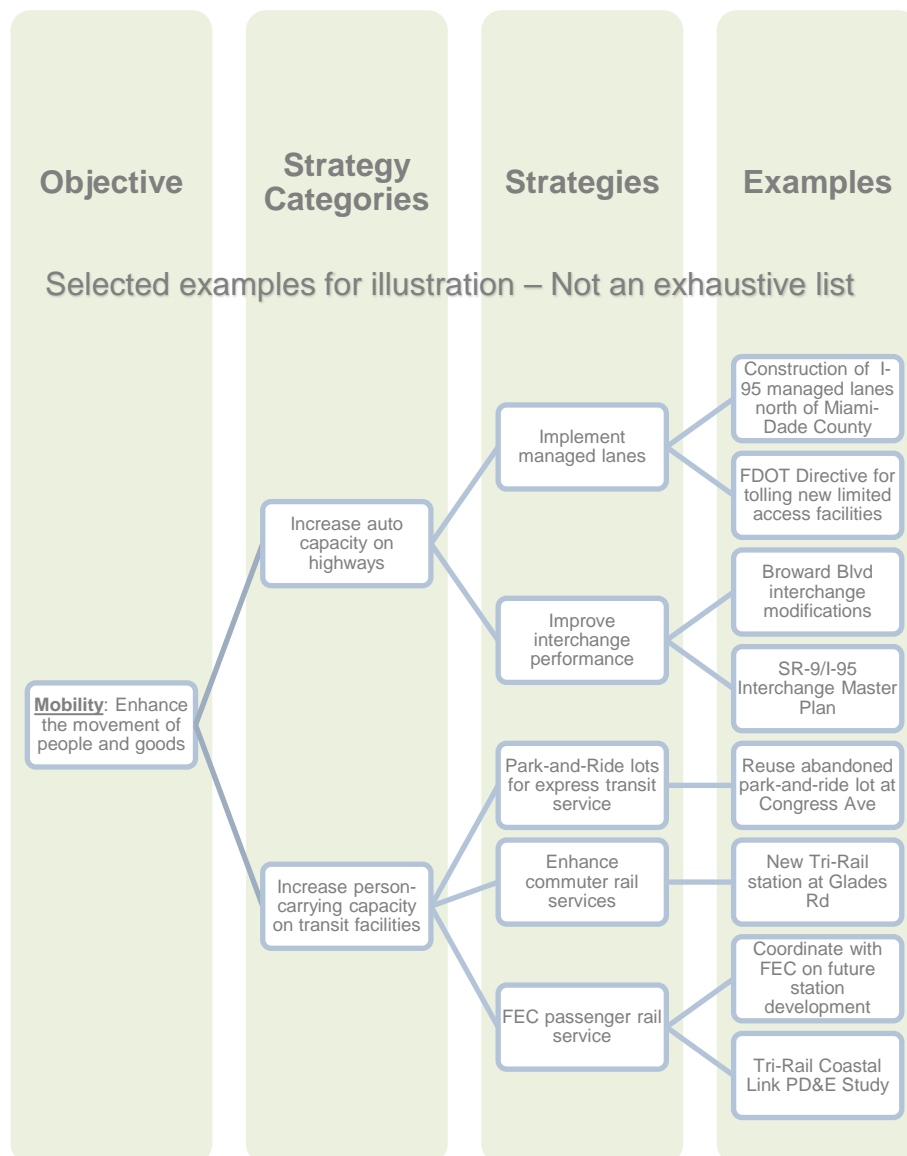 Objective
Strategy
Categories
Strategies
Examples
Selected examples for illustration – Not an exhaustive list
Mobility: Enhance
the movement of
people and goods
Increase auto
capacity on
highways
Increase person-
carrying capacity
on transit facilities
Implement
managed lanes
Improve
interchange
performance
Park-and-Ride lots
for express transit
service
Enhance
commuter rail
services
FEC passenger rail
service
Construction of I-
95 managed lanes
north of Miami-
Dade County
FDOT Directive for
tolling new limited
access facilities
Broward Blvd
interchange
modifications
SR-9/I-95
Interchange Master
Plan
Reuse abandoned
park-and-ride lot at
Congress Ave
New Tri-Rail
station at Glades
Rd
Coordinate with
FEC on future
station
development
Tri-Rail Coastal
Link PD&E Study